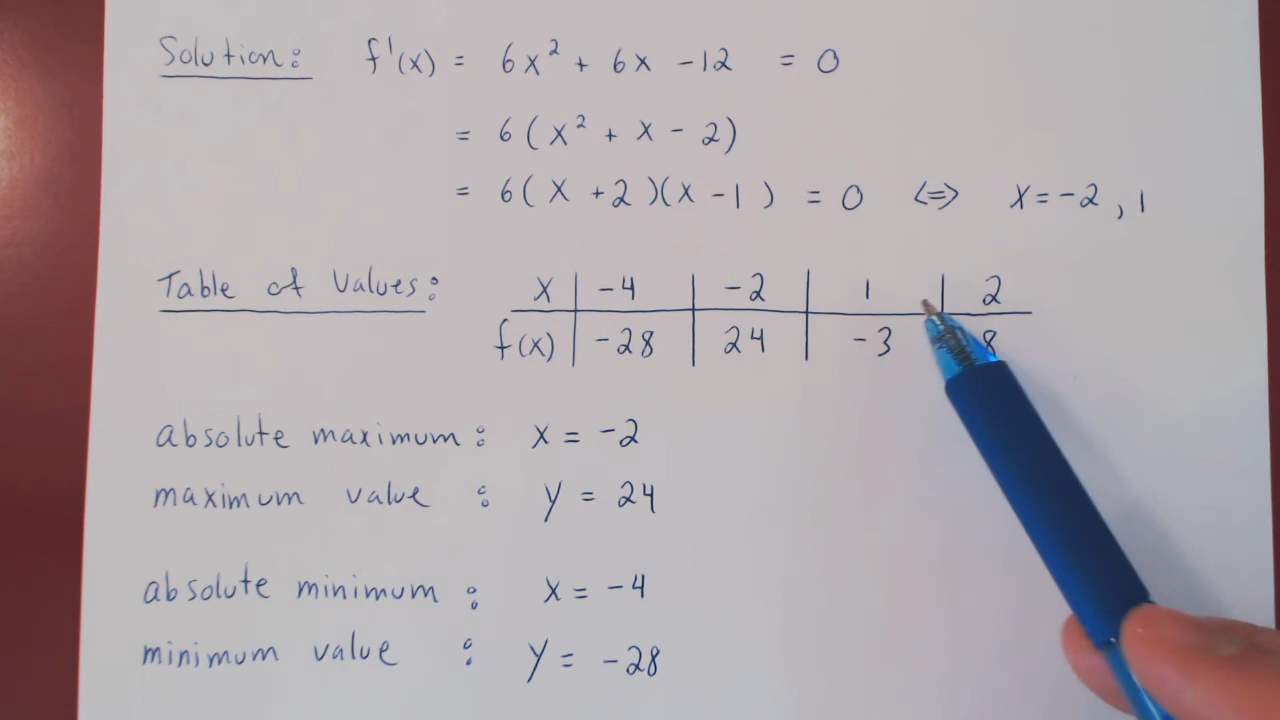 Solution: f'(x) = 6x² + 6x - 12 = 0
= 6(x² + x - 2)
= 6(x + 2)(x - 1) = 0 ⟺ x = -2, 1
Table of Values: x | -4 | -2 | 1 | 2
f(x) | -28 | 24 | -3 | 8
absolute maximum: x = -2
maximum value : y = 24
absolute minimum: x = -4
minimum value : y = -28